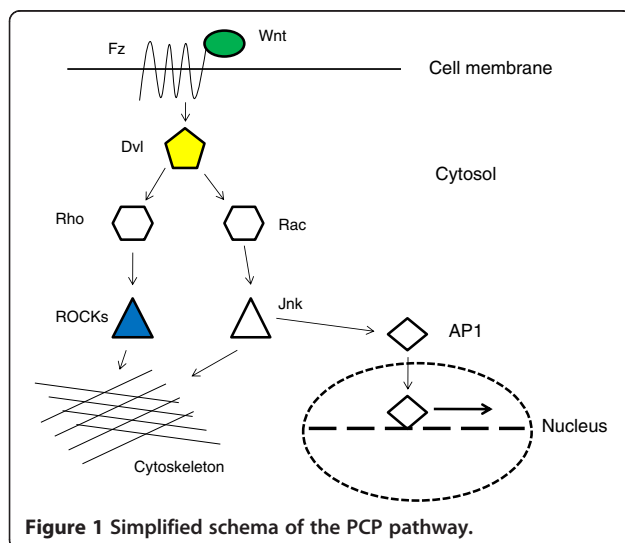 Wnt
Fz
Cell membrane
Dvl
Cytosol
Rho
Rac
ROCKs
Jnk
AP1
Nucleus
Cytoskeleton
Figure 1 Simplified schema of the PCP pathway.